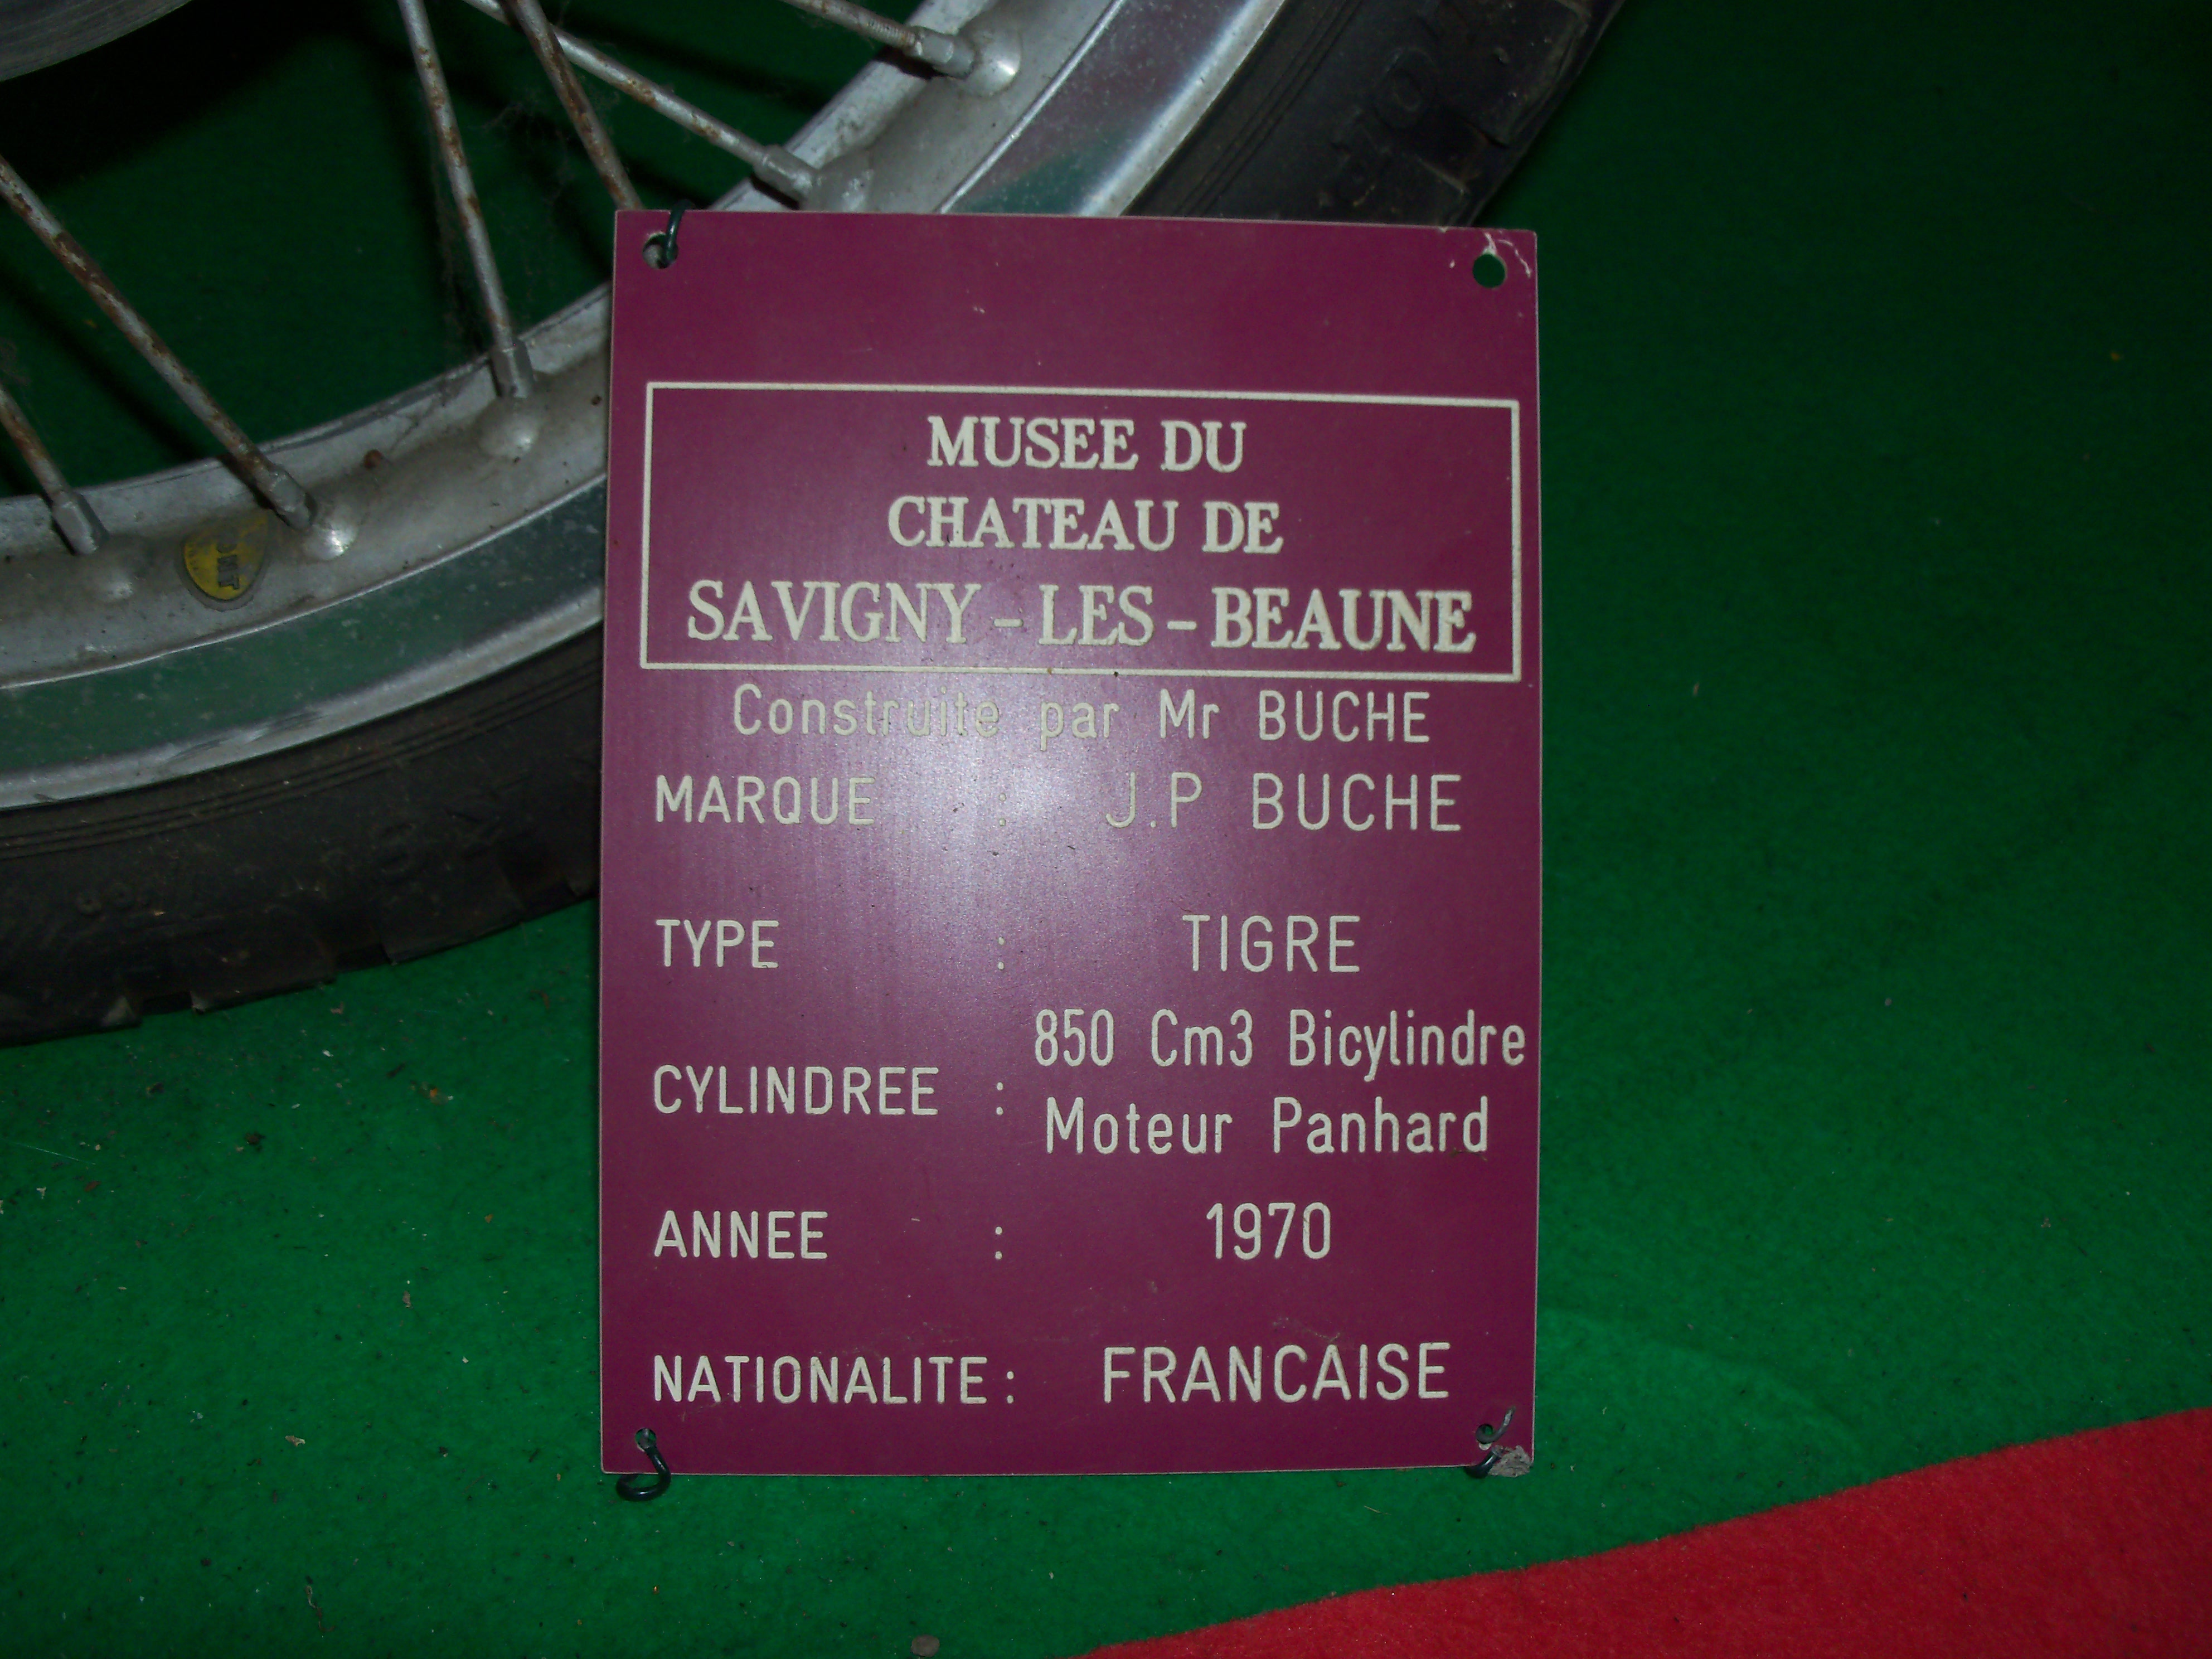 MUSEE DU
CHATEAU DE
SAVIGNY - LES - BEAUNE
Construite par Mr BUCHE
MARQUE : J.P BUCHE
TYPE : TIGRE
CYLINDREE : 850 Cm3 Bicylindre
Moteur Panhard
ANNEE : 1970
NATIONALITE : FRANCAISE